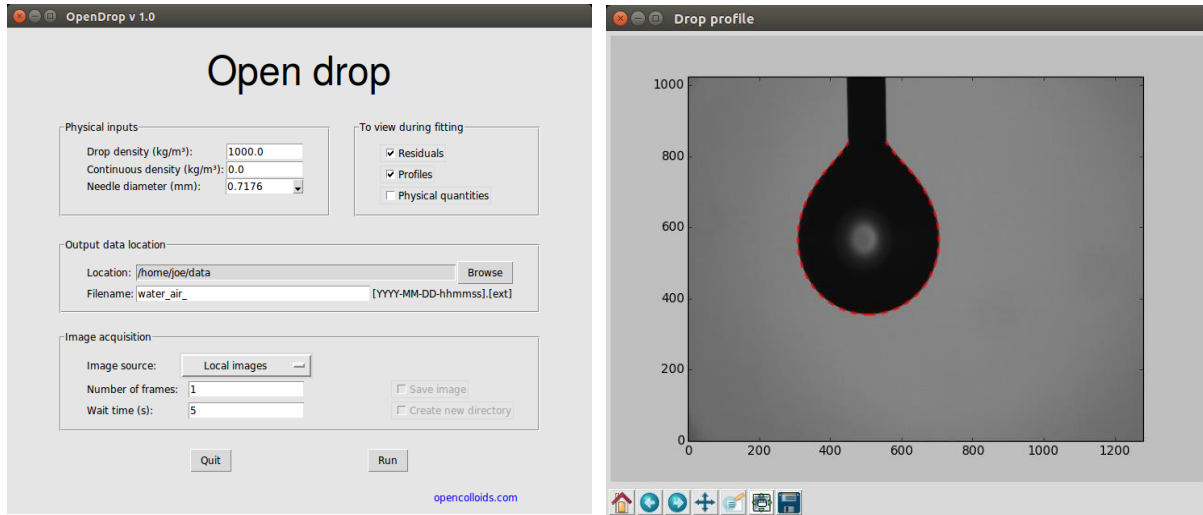 OpenDrop v 1.0
Open drop
Physical inputs
Drop density (kg/m³): 1000.0
Continuous density (kg/m³): 0.0
Needle diameter (mm): 0.7176
To view during fitting
Residuals
Profiles
Physical quantities
Output data location
Location: /home/joe/data Browse
Filename: water_air_ [YYYY-MM-DD-hhmmss].[ext]
Image acquisition
Image source: Local images
Number of frames: 1 Save image
Wait time (s): 5 Create new directory
Quit Run
opencolloids.com
Drop profile
1000
800
600
400
200
0
0 200 400 600 800 1000 1200